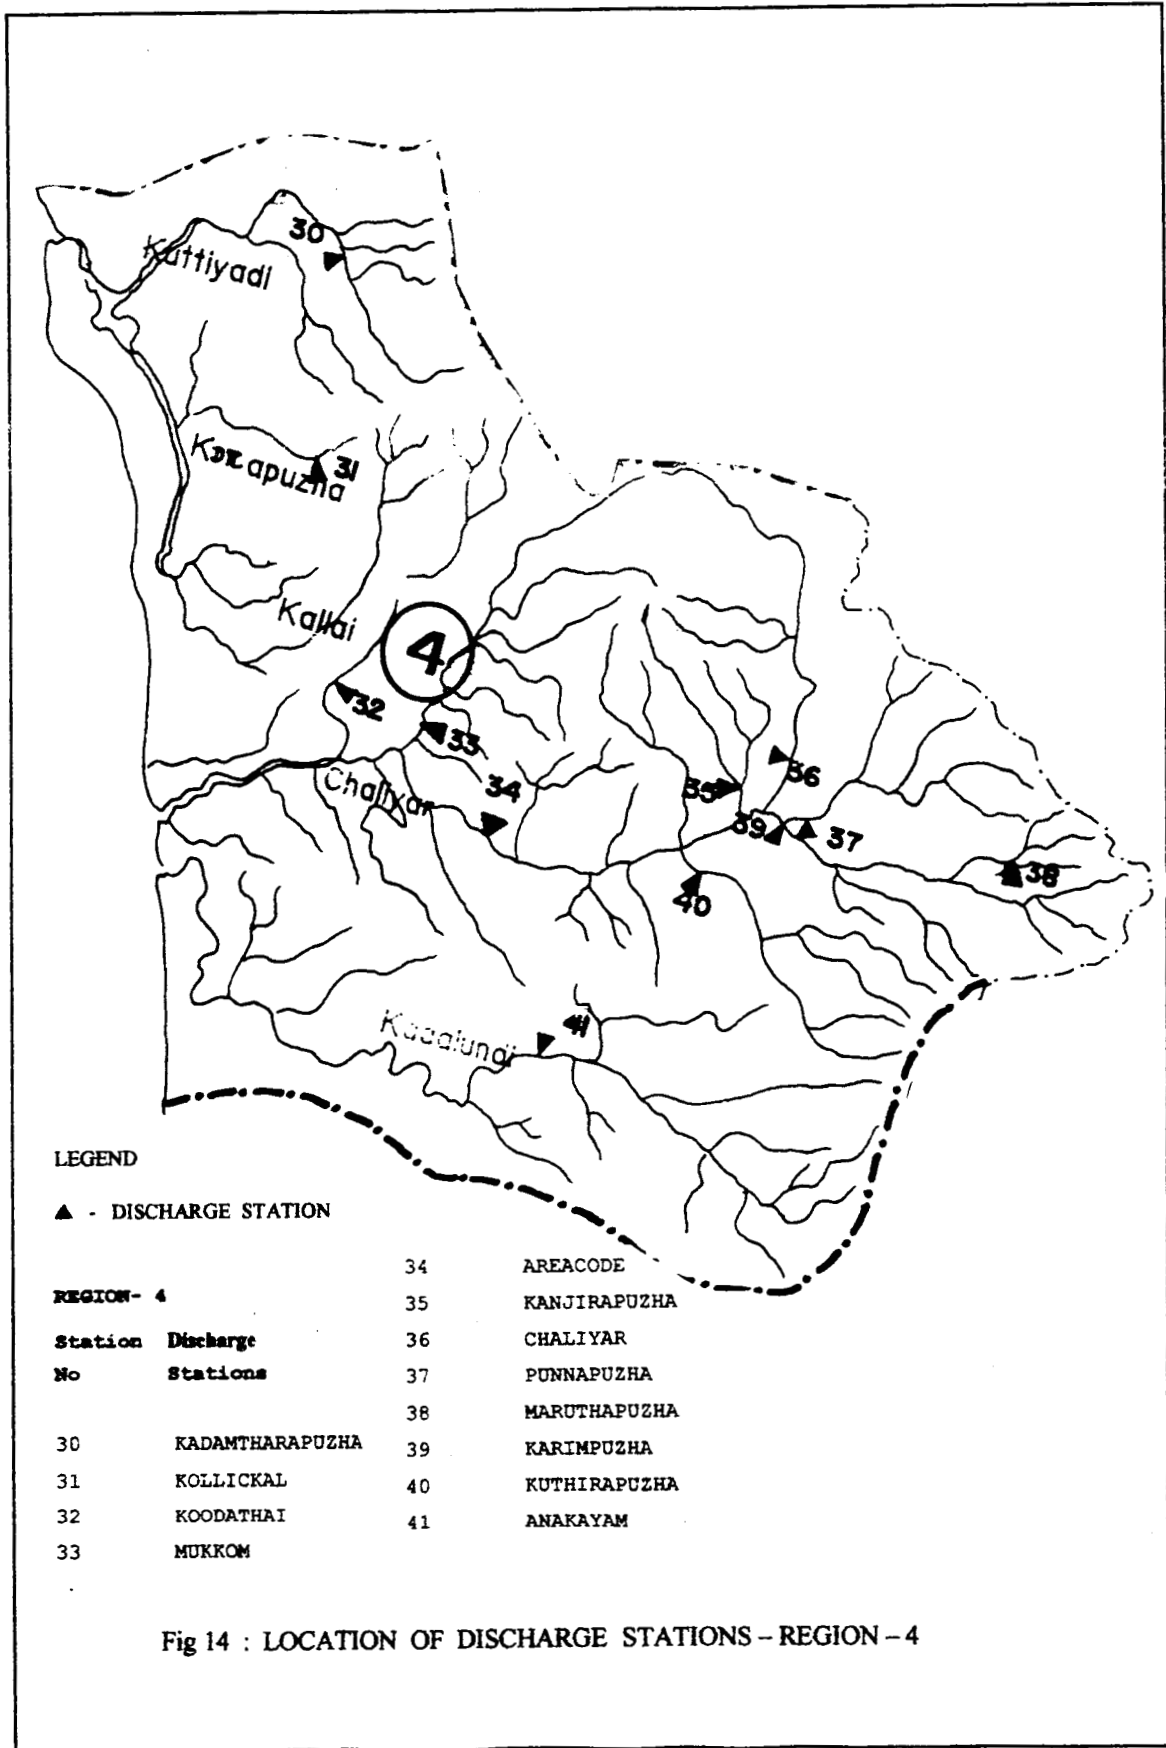 30
Kuttiyadi
31
Kallai
4
32
33
Chaliyar
34
35
36
39
37
38
40
41
LEGEND
▲ - DISCHARGE STATION
REGION- 4
Station Discharge
No Stations
30 KADAMTHARAPUZHA
31 KOLLICKAL
32 KOODATHAI
33 MUKKOM
34 AREACODE
35 KANJIRAPUZHA
36 CHALIYAR
37 PUNNAPUZHA
38 MARUTHAPUZHA
39 KARIMPUZHA
40 KUTHIRAPUZHA
41 ANAKAYAM
Fig 14 : LOCATION OF DISCHARGE STATIONS – REGION – 4